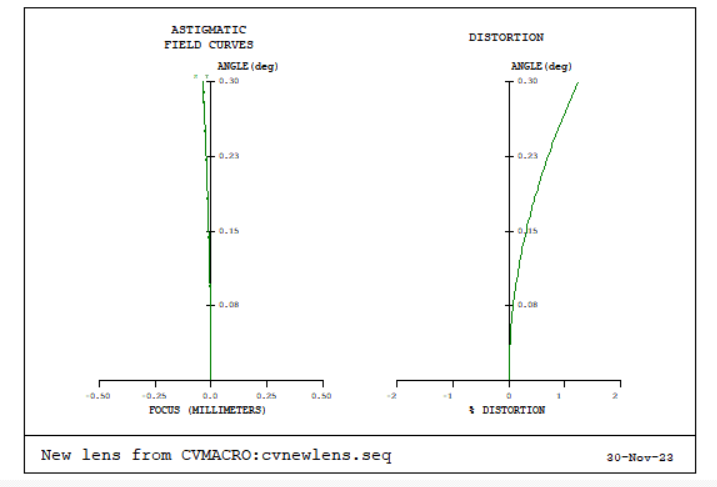 ASTIGMATIC
FIELD CURVES
ANGLE(deg)
0.30
0.23
0.15
0.08
-0.50 -0.25 0.0 0.25 0.50
FOCUS (MILLIMETERS)
DISTORTION
ANGLE(deg)
0.30
0.23
0.15
0.08
-2 -1 0 1 2
% DISTORTION
New lens from CVMACRO:cvnewlens.seq
30-Nov-23